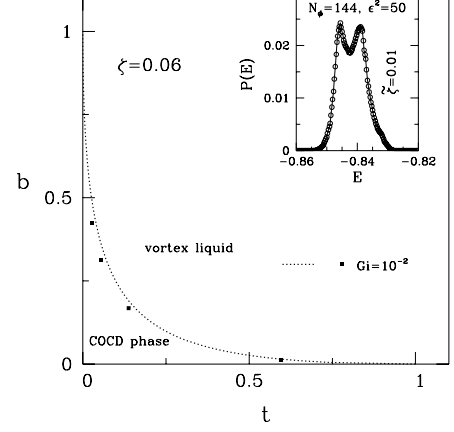 N_ϕ=144, ϵ²=50
1
ζ=0.06
0.02
0.01
0
P(E)
ζ̃=0.01
−0.86
−0.84
−0.82
E
b
0.5
vortex liquid
Gi=10⁻²
COCD phase
0
0
0.5
1
t